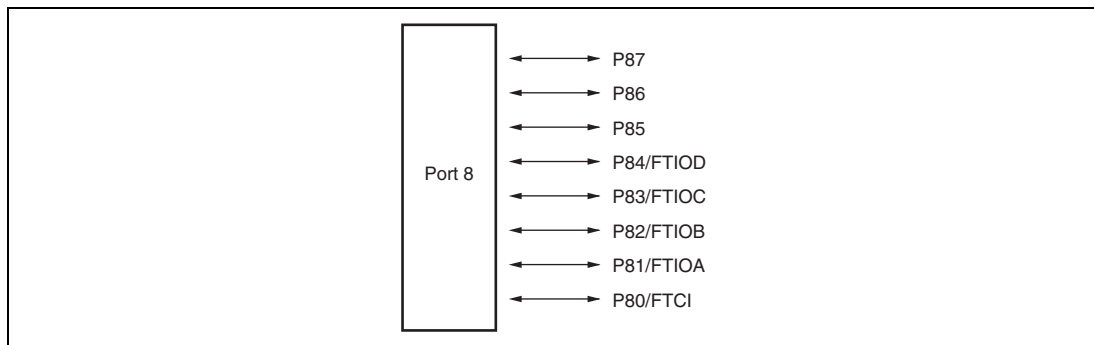 Port 8
P87
P86
P85
P84/FTIOD
P83/FTIOC
P82/FTIOB
P81/FTIOA
P80/FTCI